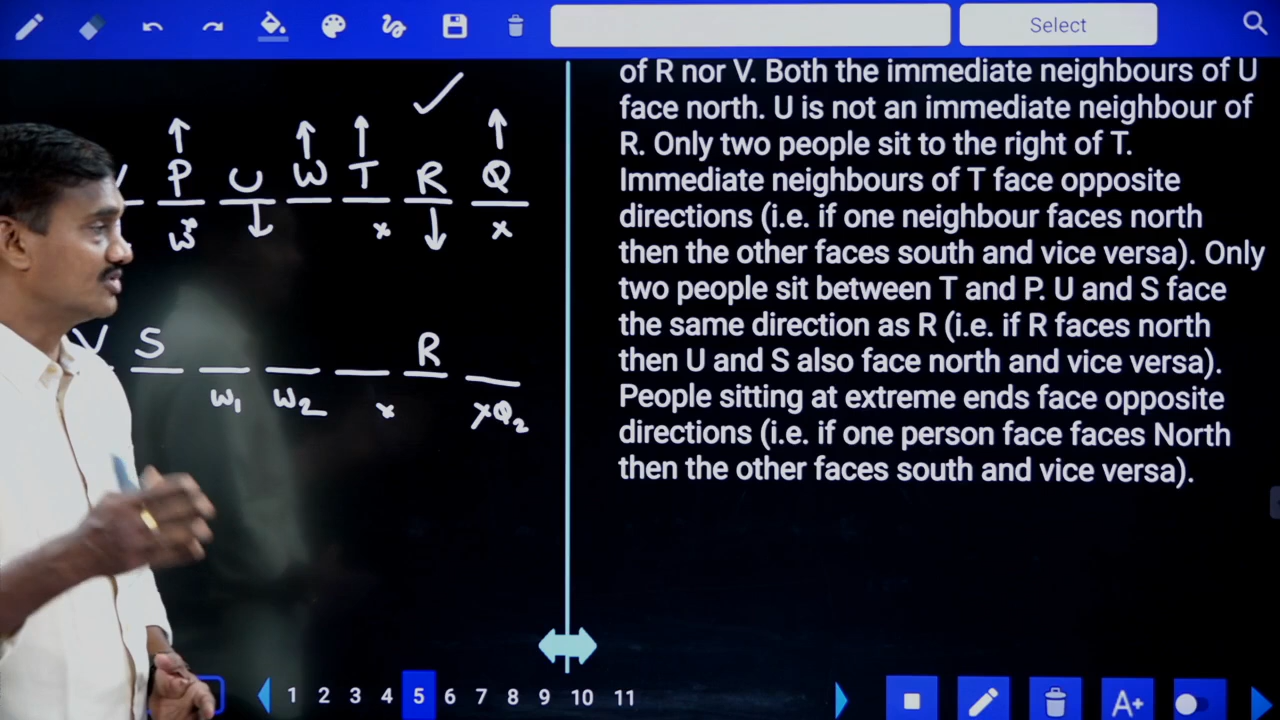 Select
of R nor V. Both the immediate neighbours of U
face north. U is not an immediate neighbour of
R. Only two people sit to the right of T.
Immediate neighbours of T face opposite
directions (i.e. if one neighbour faces north
then the other faces south and vice versa). Only
two people sit between T and P. U and S face
the same direction as R (i.e. if R faces north
then U and S also face north and vice versa).
People sitting at extreme ends face opposite
directions (i.e. if one person face faces North
then the other faces south and vice versa).
P U W T R Q
W x x
V S R
W1 W2 x xQ2
1 2 3 4 5 6 7 8 9 10 11
A+